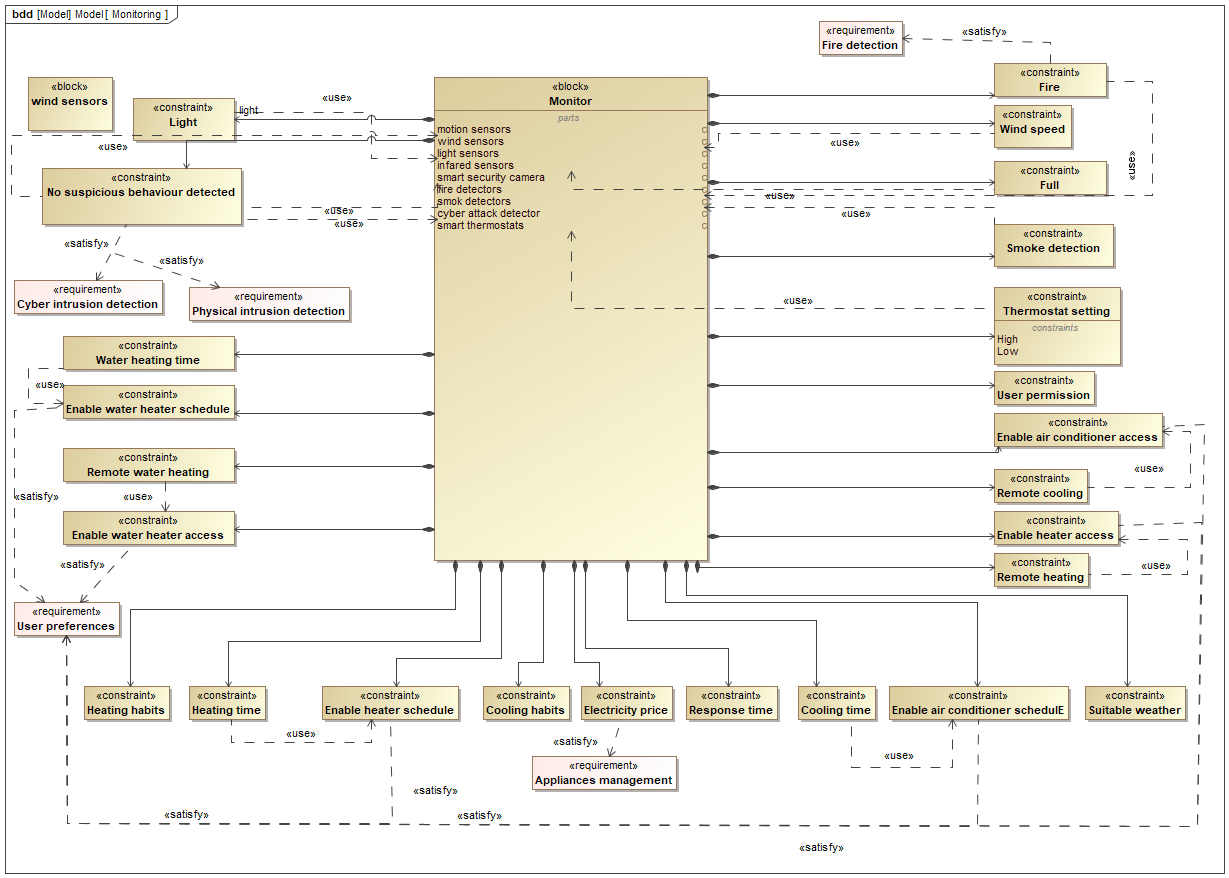 bdd [Model] Model [ Monitoring ]
«requirement»
Fire detection
«satisfy»
«block»
wind sensors
«constraint»
Light
light
«use»
«block»
Monitor
parts
motion sensors
wind sensors
light sensors
infared sensors
smart security camera
fire detectors
smok detectors
cyber attack detector
smart thermostats
«constraint»
Fire
«constraint»
Wind speed
«use»
«use»
«constraint»
Full
«use»
«use»
«constraint»
Smoke detection
«use»
«constraint»
No suspicious behaviour detected
«use»
«use»
«satisfy»
«satisfy»
«requirement»
Cyber intrusion detection
«requirement»
Physical intrusion detection
«use»
«constraint»
Thermostat setting
constraints
High
Low
«constraint»
Water heating time
«use»
«constraint»
Enable water heater schedule
«constraint»
User permission
«constraint»
Enable air conditioner access
«constraint»
Remote water heating
«use»
«satisfy»
«use»
«constraint»
Remote cooling
«constraint»
Enable water heater access
«constraint»
Enable heater access
«satisfy»
«use»
«constraint»
Remote heating
«requirement»
User preferences
«constraint»
Heating habits
«constraint»
Heating time
«constraint»
Enable heater schedule
«constraint»
Cooling habits
«constraint»
Electricity price
«constraint»
Response time
«constraint»
Cooling time
«constraint»
Enable air conditioner schedulE
«constraint»
Suitable weather
«use»
«satisfy»
«use»
«requirement»
Appliances management
«satisfy»
«satisfy»
«satisfy»
«satisfy»